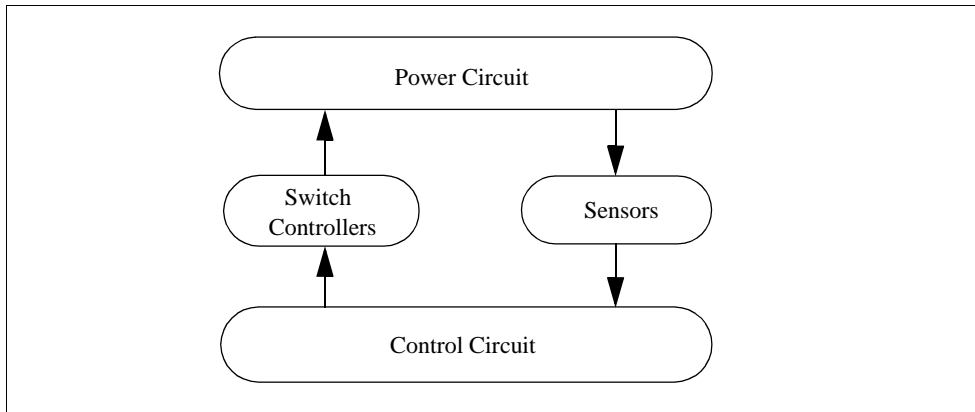 Power Circuit
Switch
Controllers
Sensors
Control Circuit